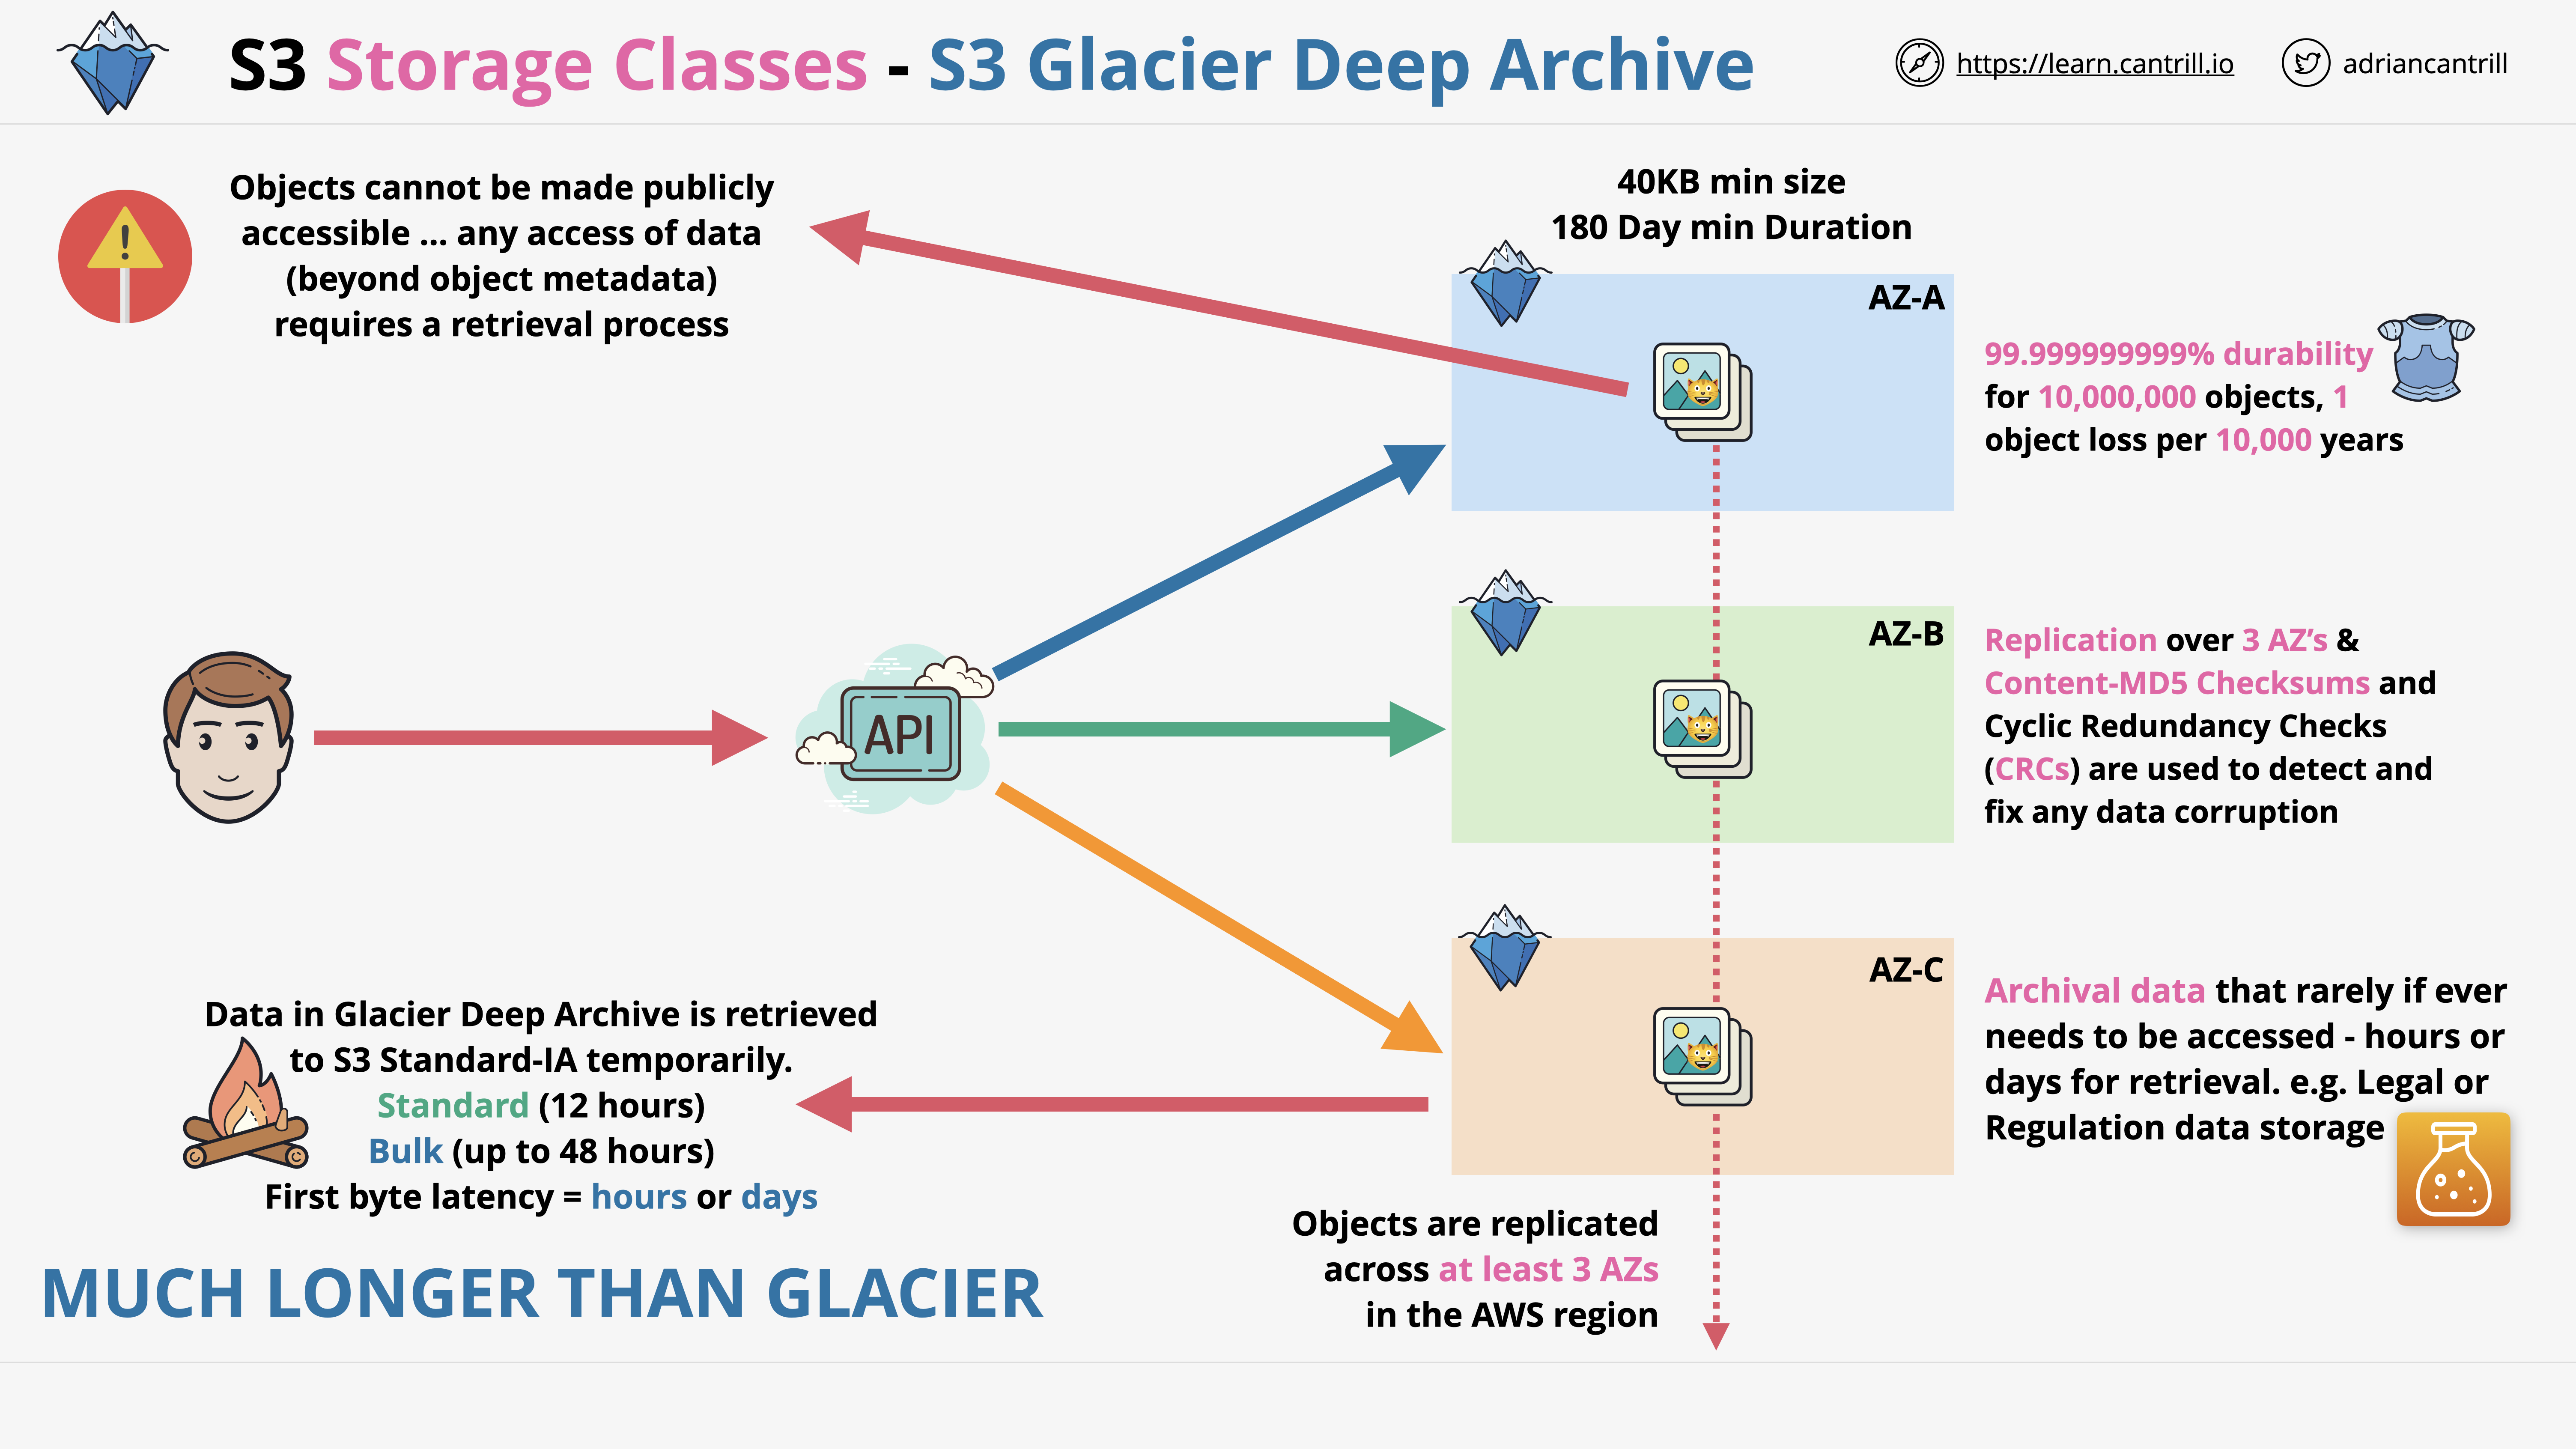 S3 Storage Classes - S3 Glacier Deep Archive
https://learn.cantrill.io
adriancantrill
Objects cannot be made publicly
accessible ... any access of data
(beyond object metadata)
requires a retrieval process
40KB min size
180 Day min Duration
AZ-A
99.999999999% durability
for 10,000,000 objects, 1
object loss per 10,000 years
API
AZ-B
Replication over 3 AZ’s &
Content-MD5 Checksums and
Cyclic Redundancy Checks
(CRCs) are used to detect and
fix any data corruption
AZ-C
Archival data that rarely if ever
needs to be accessed - hours or
days for retrieval. e.g. Legal or
Regulation data storage
Data in Glacier Deep Archive is retrieved
to S3 Standard-IA temporarily.
Standard (12 hours)
Bulk (up to 48 hours)
First byte latency = hours or days
MUCH LONGER THAN GLACIER
Objects are replicated
across at least 3 AZs
in the AWS region